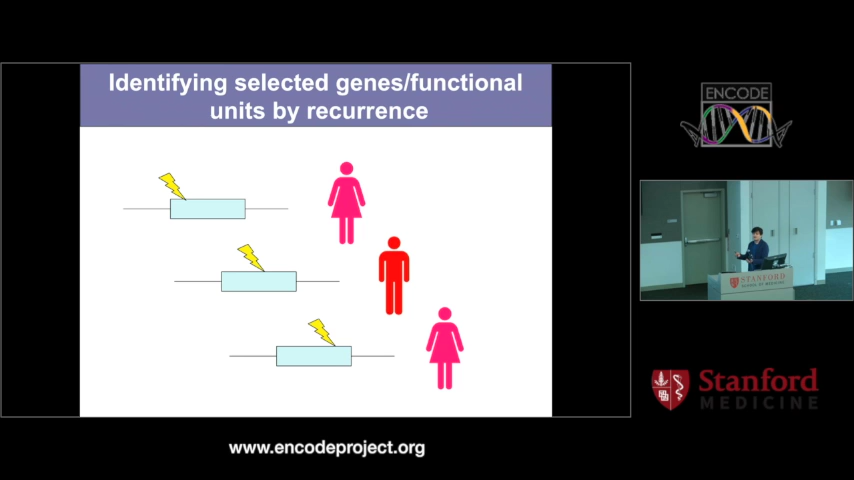 Identifying selected genes/functional
units by recurrence
ENCODE
STANFORD
SCHOOL OF MEDICINE
Stanford
MEDICINE
www.encodeproject.org